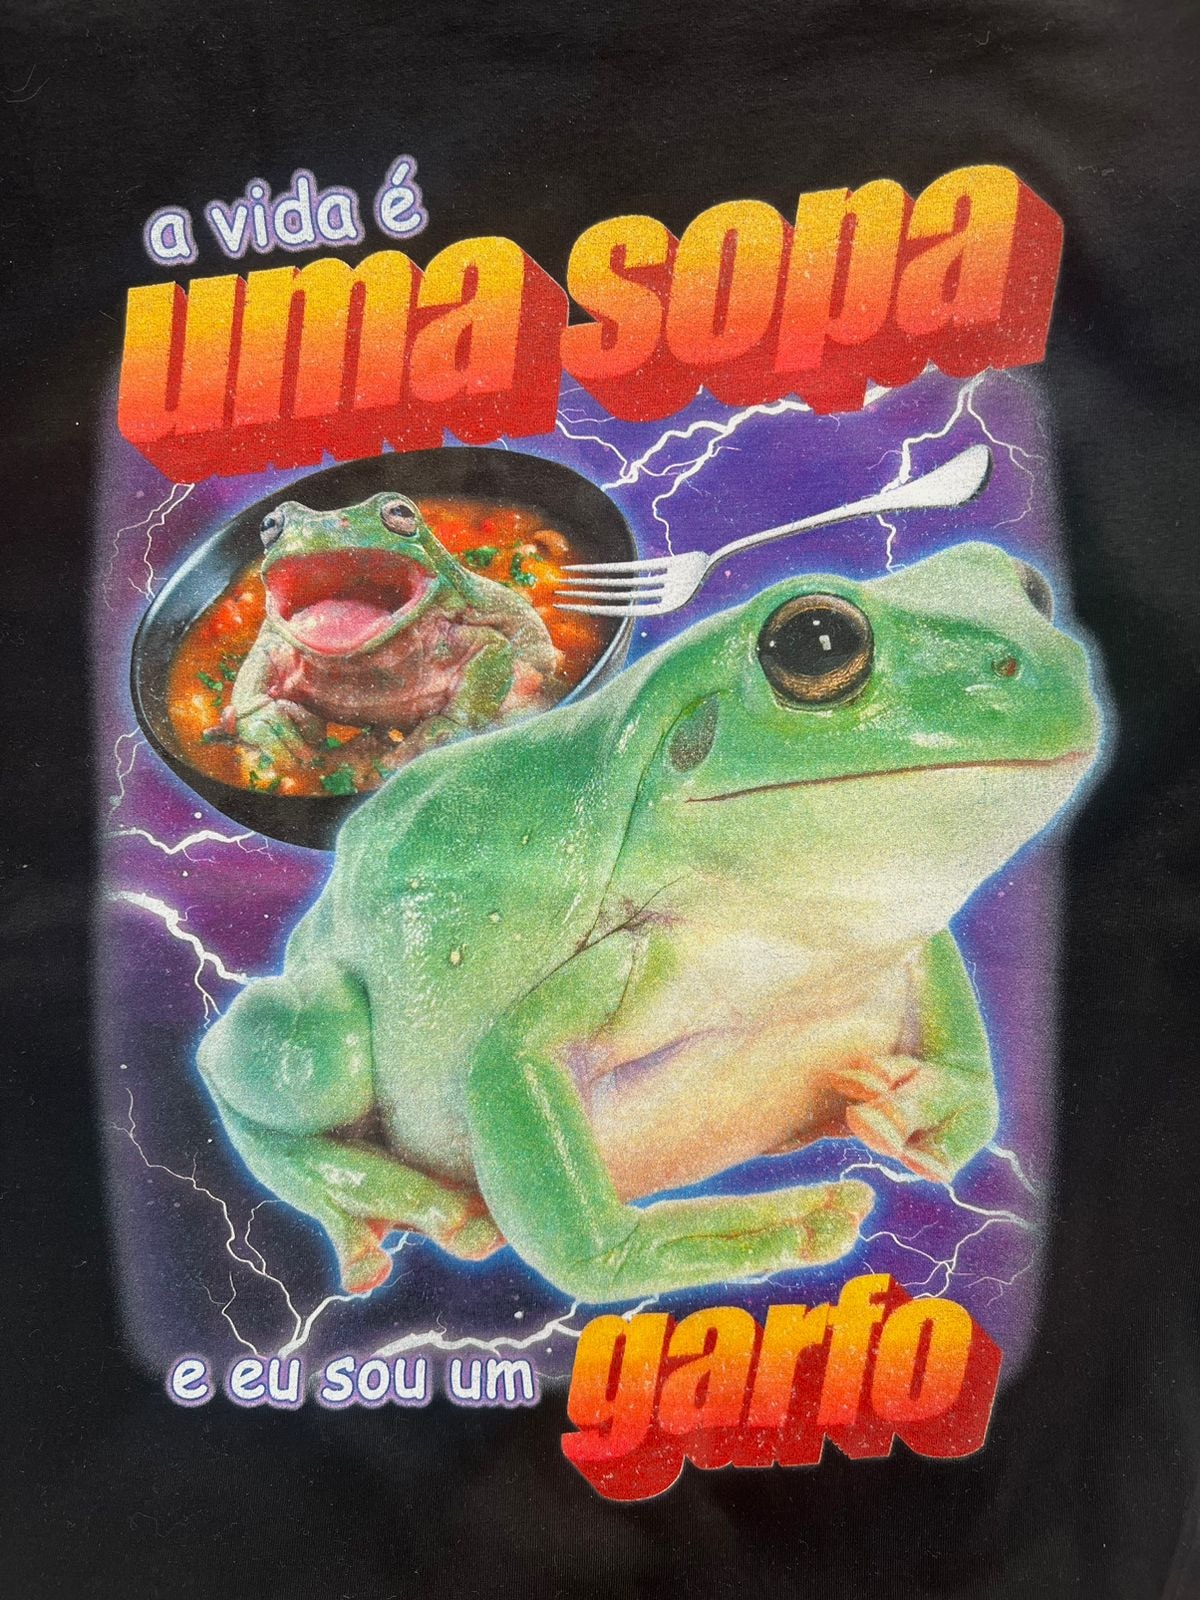 a vida é
uma sopa
e eu sou um
garfo